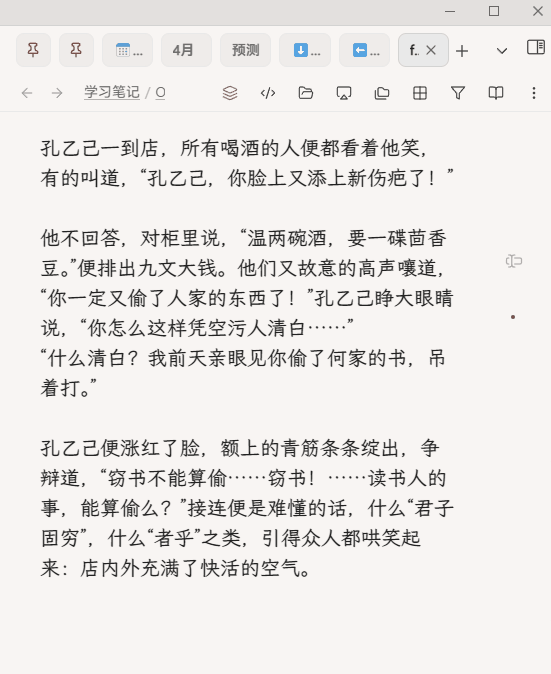 ...
4月
预测
...
...
f..
学习笔记 / O
孔乙己一到店，所有喝酒的人便都看着他笑，
有的叫道，“孔乙己，你脸上又添上新伤疤了！”
他不回答，对柜里说，“温两碗酒，要一碟茴香
豆。”便排出九文大钱。他们又故意的高声嚷道，
“你一定又偷了人家的东西了！”孔乙己睁大眼睛
说，“你怎么这样凭空污人清白……”
“什么清白？我前天亲眼见你偷了何家的书，吊
着打。”
孔乙己便涨红了脸，额上的青筋条条绽出，争
辩道，“窃书不能算偷……窃书！……读书人的
事，能算偷么？”接连便是难懂的话，什么“君子
固穷”，什么“者乎”之类，引得众人都哄笑起
来：店内外充满了快活的空气。